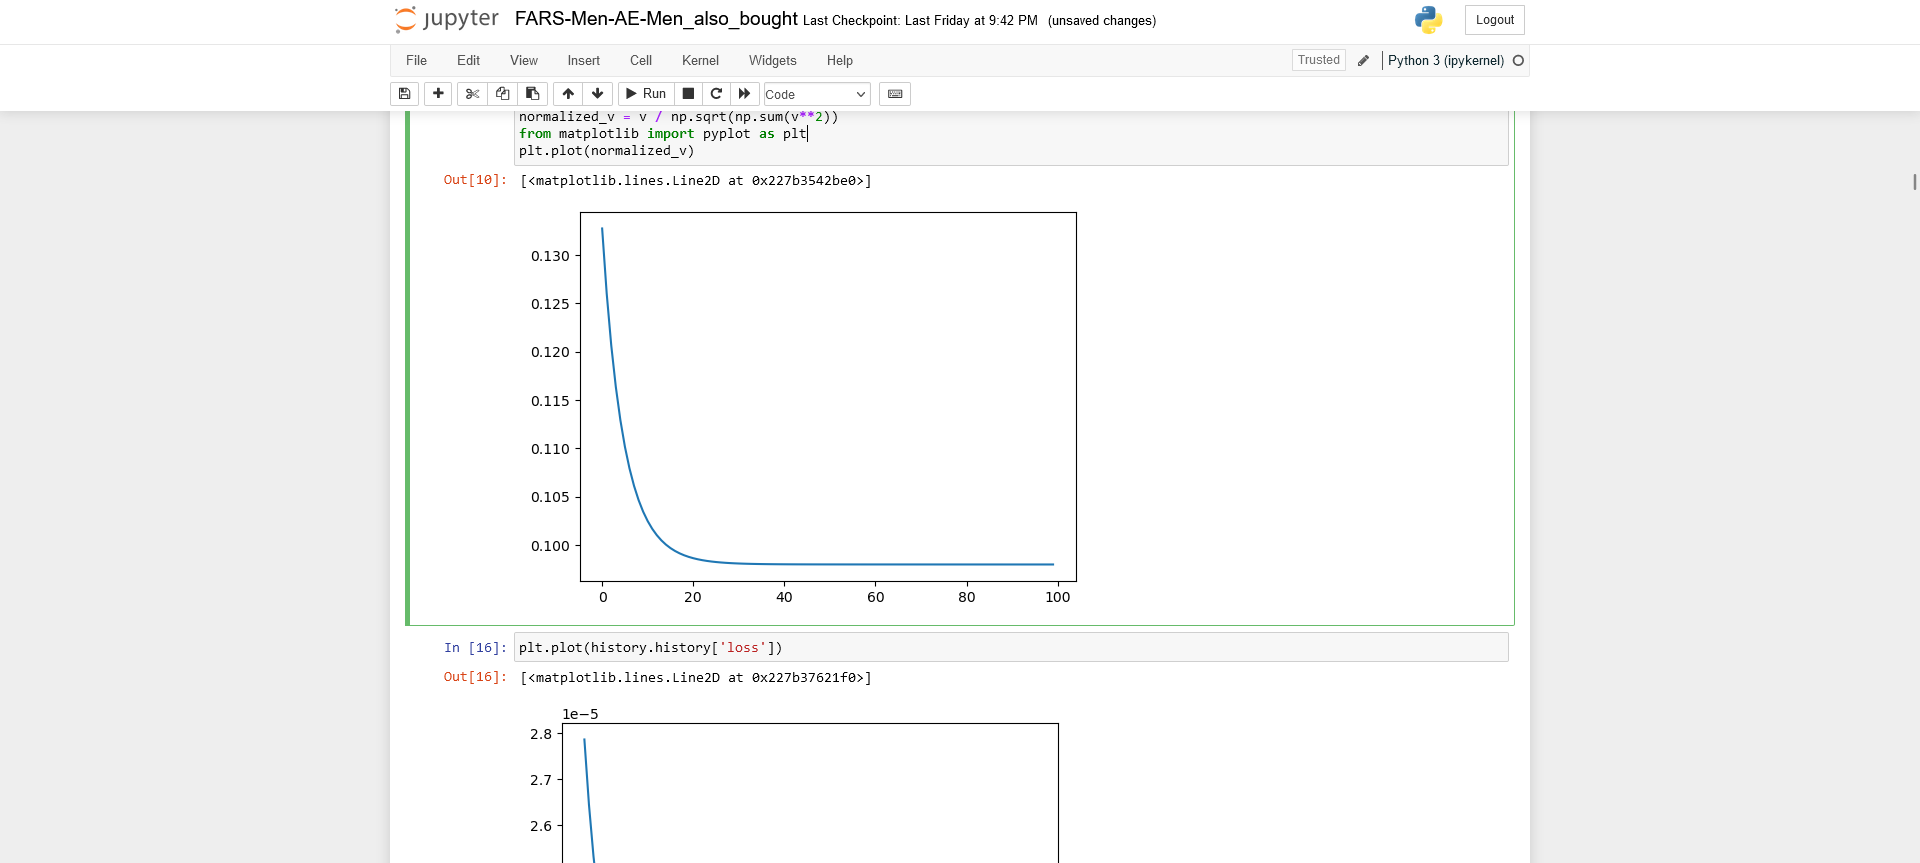 jupyter FARS-Men-AE-Men_also_bought Last Checkpoint: Last Friday at 9:42 PM (unsaved changes) Logout
File Edit View Insert Cell Kernel Widgets Help Trusted Python 3 (ipykernel)
Run Code
normalized_v = v / np.sqrt(np.sum(v**2))
from matplotlib import pyplot as plt
plt.plot(normalized_v)
Out[10]: [<matplotlib.lines.Line2D at 0x227b3542be0>]
0.130
0.125
0.120
0.115
0.110
0.105
0.100
0 20 40 60 80 100
In [16]: plt.plot(history.history['loss'])
Out[16]: [<matplotlib.lines.Line2D at 0x227b37621f0>]
1e−5
2.8
2.7
2.6